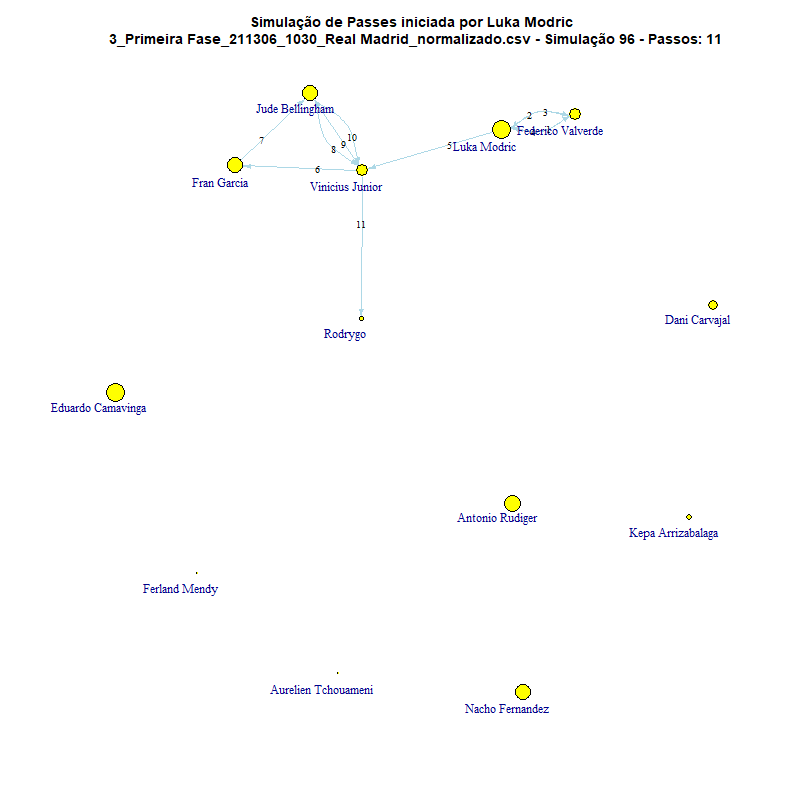 Simulação de Passes iniciada por Luka Modric
3_Primeira Fase_211306_1030_Real Madrid_normalizado.csv - Simulação 96 - Passos: 11
Jude Bellingham
2
3
Federico Valverde
Luka Modric
5
7
10
9
8
6
Fran Garcia
Vinicius Junior
11
Rodrygo
Dani Carvajal
Eduardo Camavinga
Antonio Rudiger
Kepa Arrizabalaga
Ferland Mendy
Aurelien Tchouameni
Nacho Fernandez